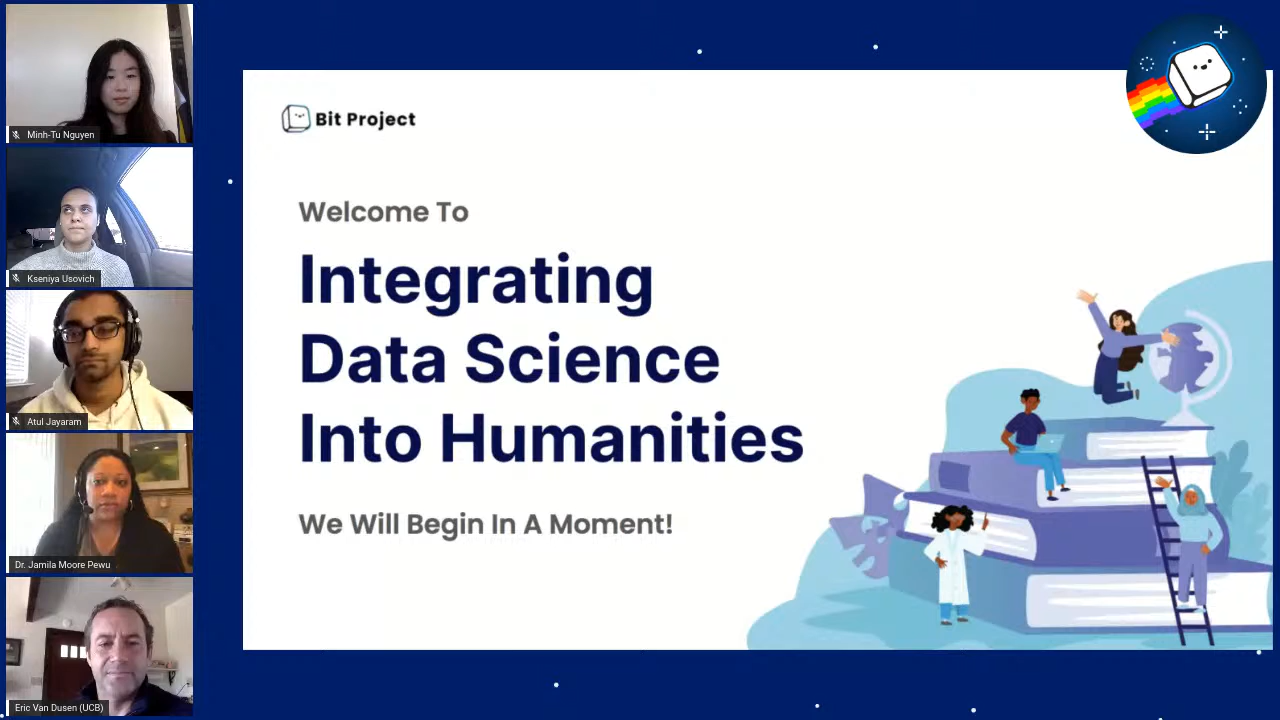 Minh-Tu Nguyen
Kseniya Usovich
Atul Jayaram
Dr. Jamila Moore Pewu
Eric Van Dusen (UCB)
Bit Project
Welcome To
Integrating
Data Science
Into Humanities
We Will Begin In A Moment!